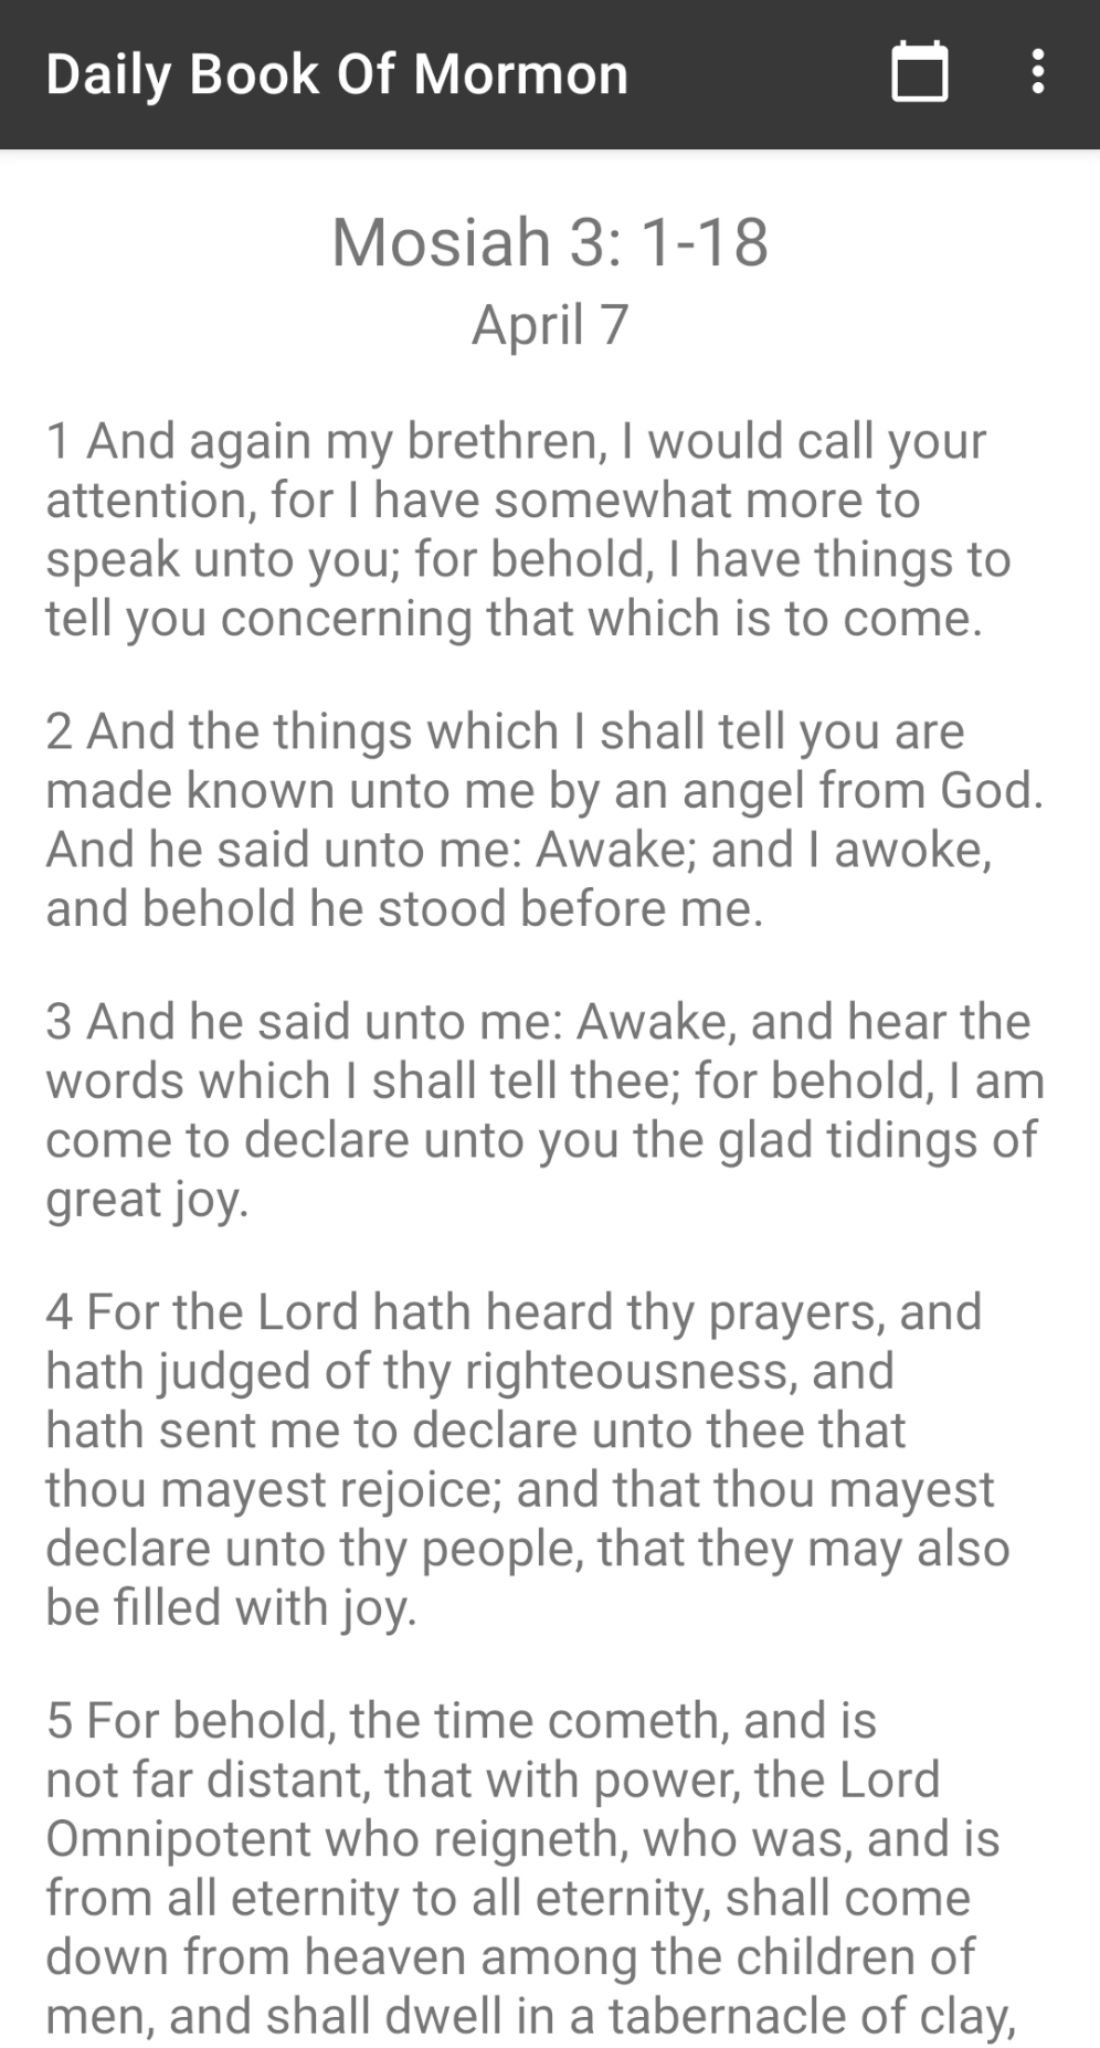 Daily Book Of Mormon
Mosiah 3: 1-18
April 7
1 And again my brethren, I would call your
attention, for I have somewhat more to
speak unto you; for behold, I have things to
tell you concerning that which is to come.
2 And the things which I shall tell you are
made known unto me by an angel from God.
And he said unto me: Awake; and I awoke,
and behold he stood before me.
3 And he said unto me: Awake, and hear the
words which I shall tell thee; for behold, I am
come to declare unto you the glad tidings of
great joy.
4 For the Lord hath heard thy prayers, and
hath judged of thy righteousness, and
hath sent me to declare unto thee that
thou mayest rejoice; and that thou mayest
declare unto thy people, that they may also
be filled with joy.
5 For behold, the time cometh, and is
not far distant, that with power, the Lord
Omnipotent who reigneth, who was, and is
from all eternity to all eternity, shall come
down from heaven among the children of
men, and shall dwell in a tabernacle of clay,